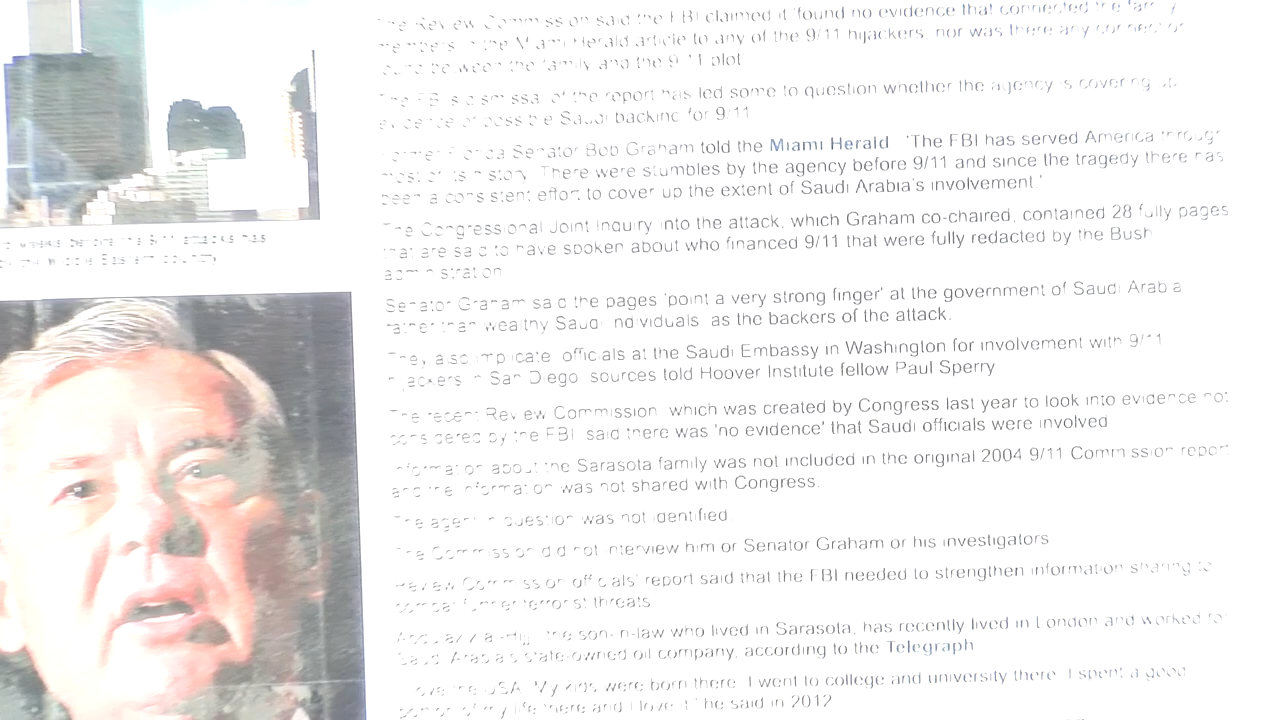 The Review Commission said the FBI claimed it 'found no evidence that connected the family
members in the Miami Herald article to any of the 9/11 hijackers, nor was there any connection
found between the family and the 9/11 plot
The FBI's dismissal of the report has led some to question whether the agency is covering up
evidence of possible Saudi backing for 9/11
Former Florida Senator Bob Graham told the Miami Herald 'The FBI has served America through
most of its history. There were stumbles by the agency before 9/11 and since the tragedy there has
been a consistent effort to cover up the extent of Saudi Arabia's involvement.'
The Congressional Joint Inquiry into the attack, which Graham co-chaired, contained 28 fully pages
that are said to have spoken about who financed 9/11 that were fully redacted by the Bush
administration
Senator Graham said the pages 'point a very strong finger' at the government of Saudi Arabia
rather than wealthy Saudi individuals as the backers of the attack.
They also implicate officials at the Saudi Embassy in Washington for involvement with 9/11
hijackers in San Diego, sources told Hoover Institute fellow Paul Sperry
The recent Review Commission, which was created by Congress last year to look into evidence not
considered by the FBI, said there was 'no evidence' that Saudi officials were involved
Information about the Sarasota family was not included in the original 2004 9/11 Commission report
and the information was not shared with Congress.
The agent in question was not identified
The Commission did not interview him or Senator Graham or his investigators
Review Commission officials' report said that the FBI needed to strengthen information sharing to
combat further terrorist threats
the son-in-law who lived in Sarasota, has recently lived in London and worked for
Saudi Arabia's state-owned oil company, according to the Telegraph
love the USA. My kids were born there. I went to college and university there. I spent a good
portion of my life there and I love it.' he said in 2012
weeks before the 9/11 attacks has
Middle Eastern country